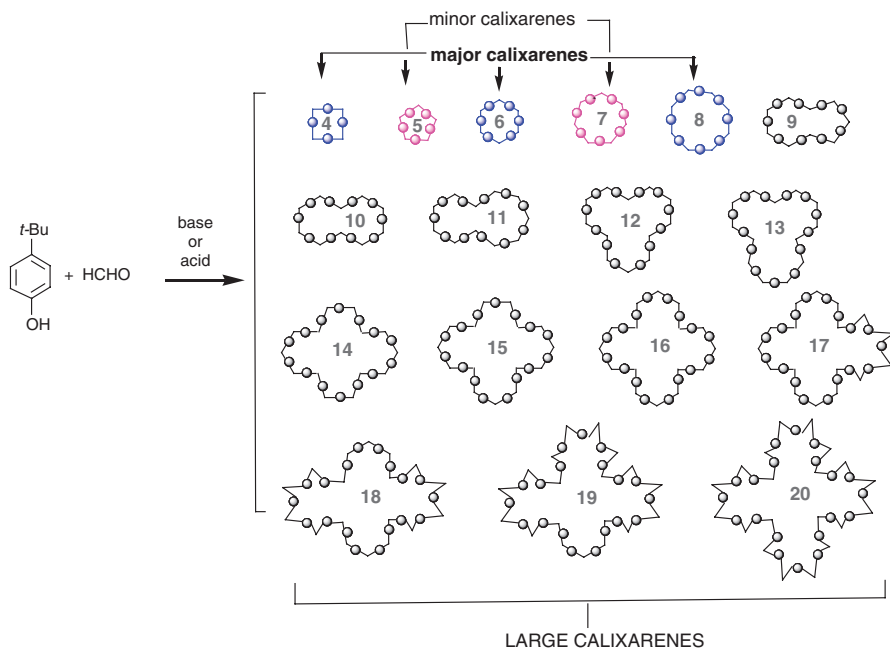 minor calixarenes
major calixarenes
4 5 6 7 8 9
10 11 12 13
t-Bu
+ HCHO
OH
base
or
acid
14 15 16 17
18 19 20
LARGE CALIXARENES